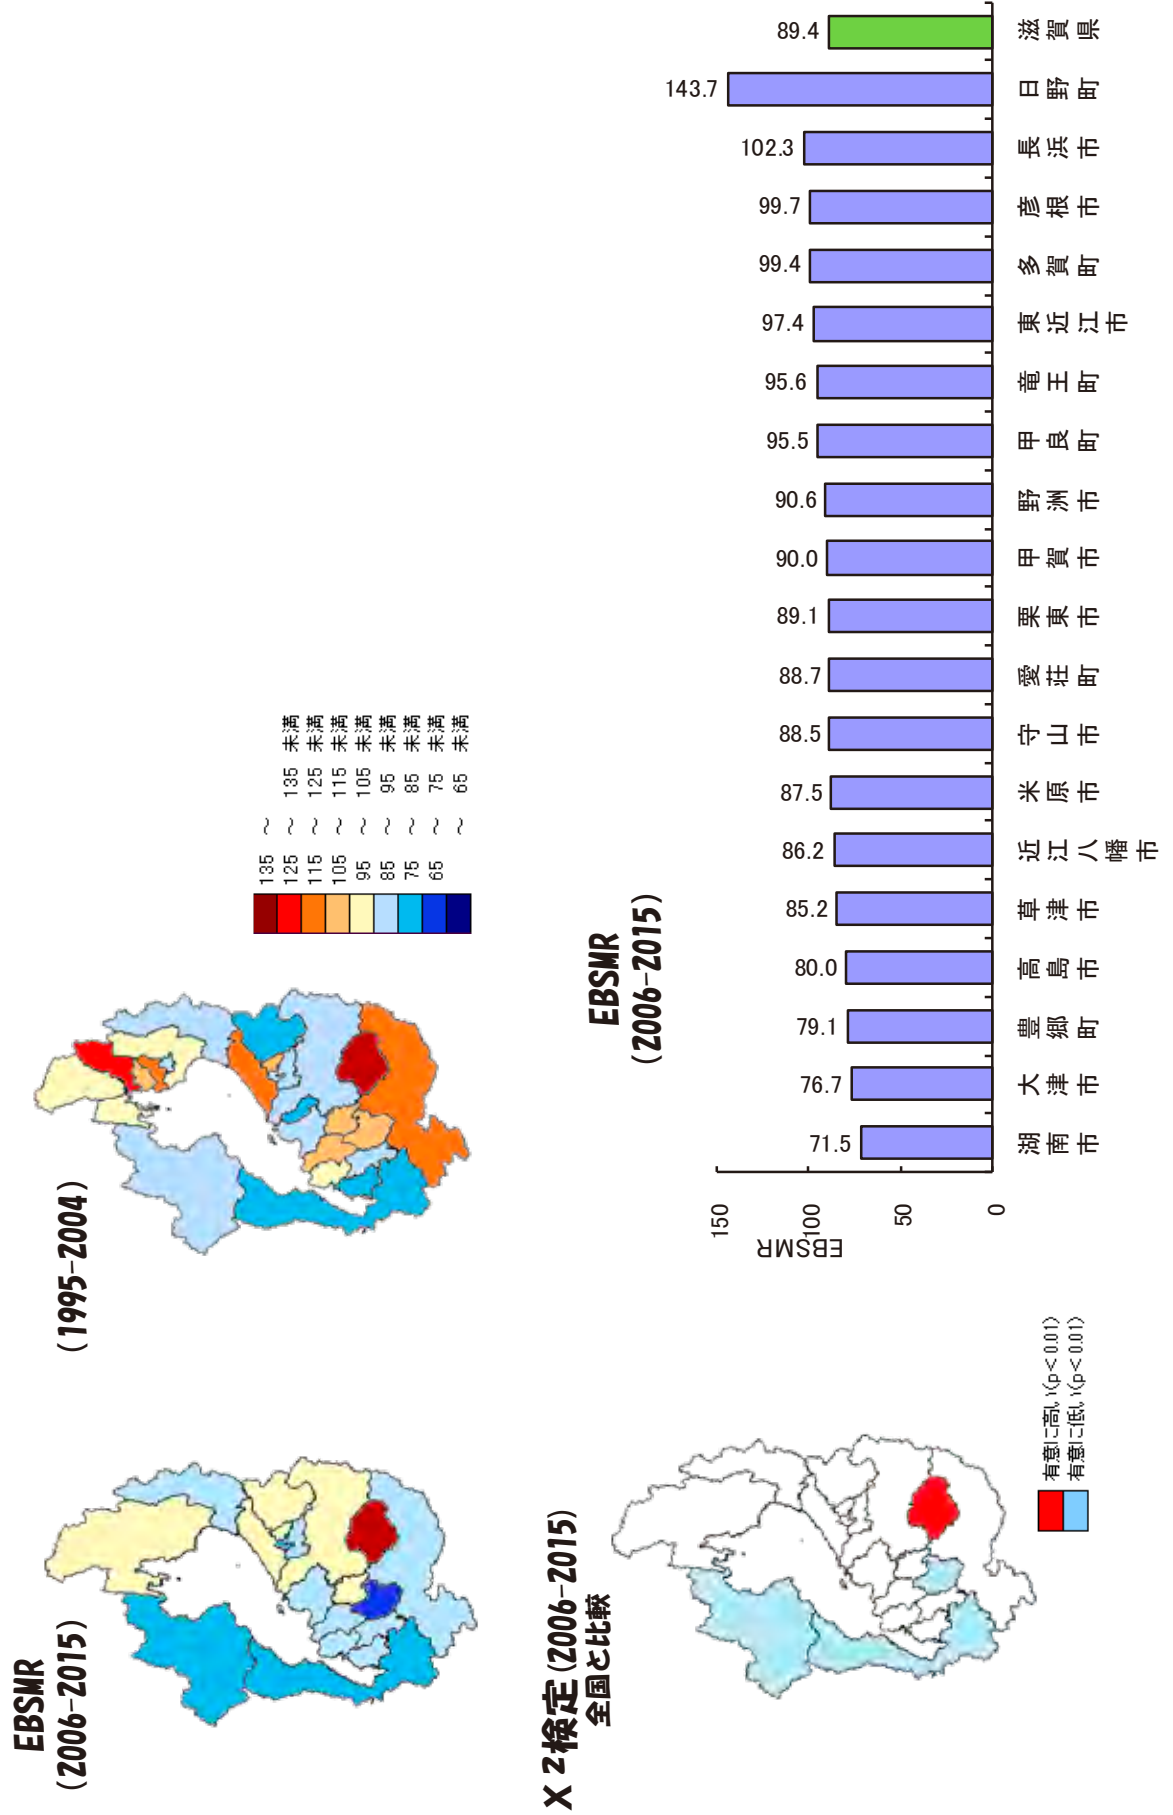 EBSMR
(2006-2015)
(1995-2004)
135 ～
125 ～ 135 未満
115 ～ 125 未満
105 ～ 115 未満
95 ～ 105 未満
85 ～ 95 未満
75 ～ 85 未満
65 ～ 75 未満
～ 65 未満
X²検定(2006-2015)
全国と比較
有意に高い(p<0.01)
有意に低い(p<0.01)
EBSMR
(2006-2015)
EBSMR
150
100
50
0
71.5
76.7
79.1
80.0
85.2
86.2
87.5
88.5
88.7
89.1
90.0
90.6
95.5
95.6
97.4
99.4
99.7
102.3
143.7
89.4
湖南市
大津市
豊郷町
高島市
草津市
近江八幡市
米原市
守山市
愛荘町
栗東市
甲賀市
野洲市
甲良町
竜王町
東近江市
多賀町
彦根市
長浜市
日野町
滋賀県